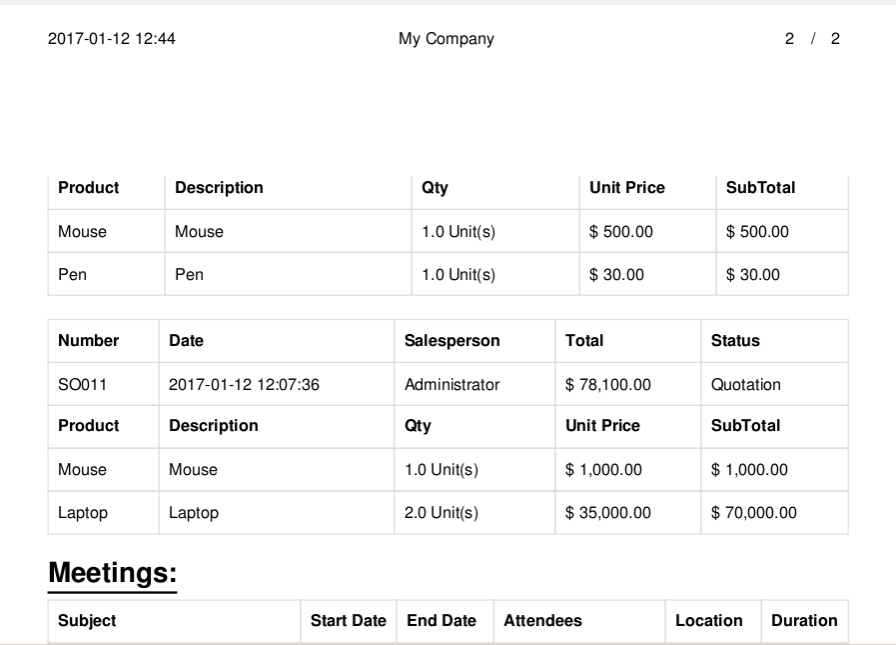 2017-01-12 12:44 My Company 2 / 2
Product Description Qty Unit Price SubTotal
Mouse Mouse 1.0 Unit(s) $ 500.00 $ 500.00
Pen Pen 1.0 Unit(s) $ 30.00 $ 30.00
Number Date Salesperson Total Status
SO011 2017-01-12 12:07:36 Administrator $ 78,100.00 Quotation
Product Description Qty Unit Price SubTotal
Mouse Mouse 1.0 Unit(s) $ 1,000.00 $ 1,000.00
Laptop Laptop 2.0 Unit(s) $ 35,000.00 $ 70,000.00
Meetings:
Subject Start Date End Date Attendees Location Duration